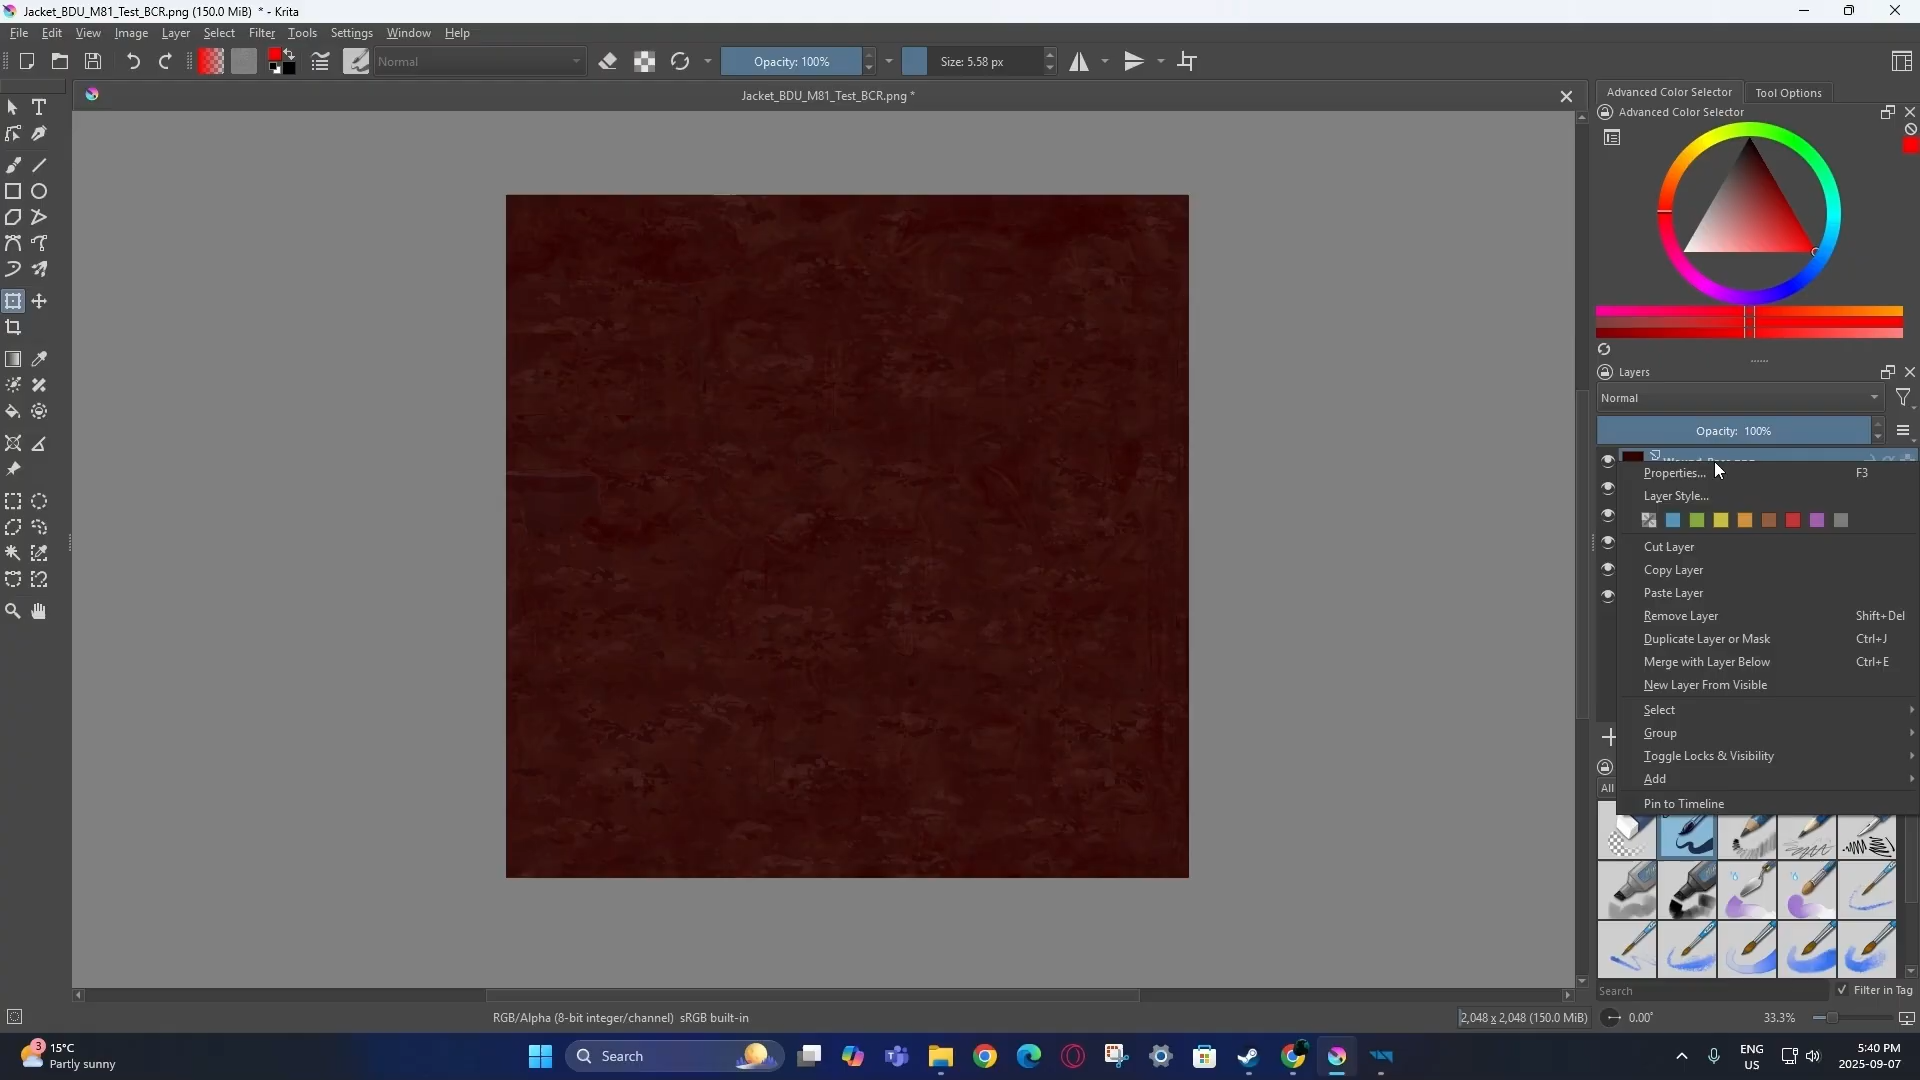 Jacket_BDU_M81_Test_BCR.png (150.0 MiB) * - Krita
File Edit View Image Layer Select Filter Tools Settings Window Help
Normal
Opacity: 100%
Size: 5.58 px
Jacket_BDU_M81_Test_BCR.png *
Advanced Color Selector Tool Options
Advanced Color Selector
Layers
Normal
Opacity: 100%
Properties... F3
Layer Style...
Cut Layer
Copy Layer
Paste Layer
Remove Layer Shift+Del
Duplicate Layer or Mask Ctrl+J
Merge with Layer Below Ctrl+E
New Layer From Visible
Select
Group
Toggle Locks & Visibility
Add
All
Pin to Timeline
Search Filter in Tag
RGB/Alpha (8-bit integer/channel) sRGB built-in
2,048 x 2,048 (150.0 MiB) 0.00° 33.3%
3
15°C
Partly sunny
Search
ENG
US
5:40 PM
2025-09-07